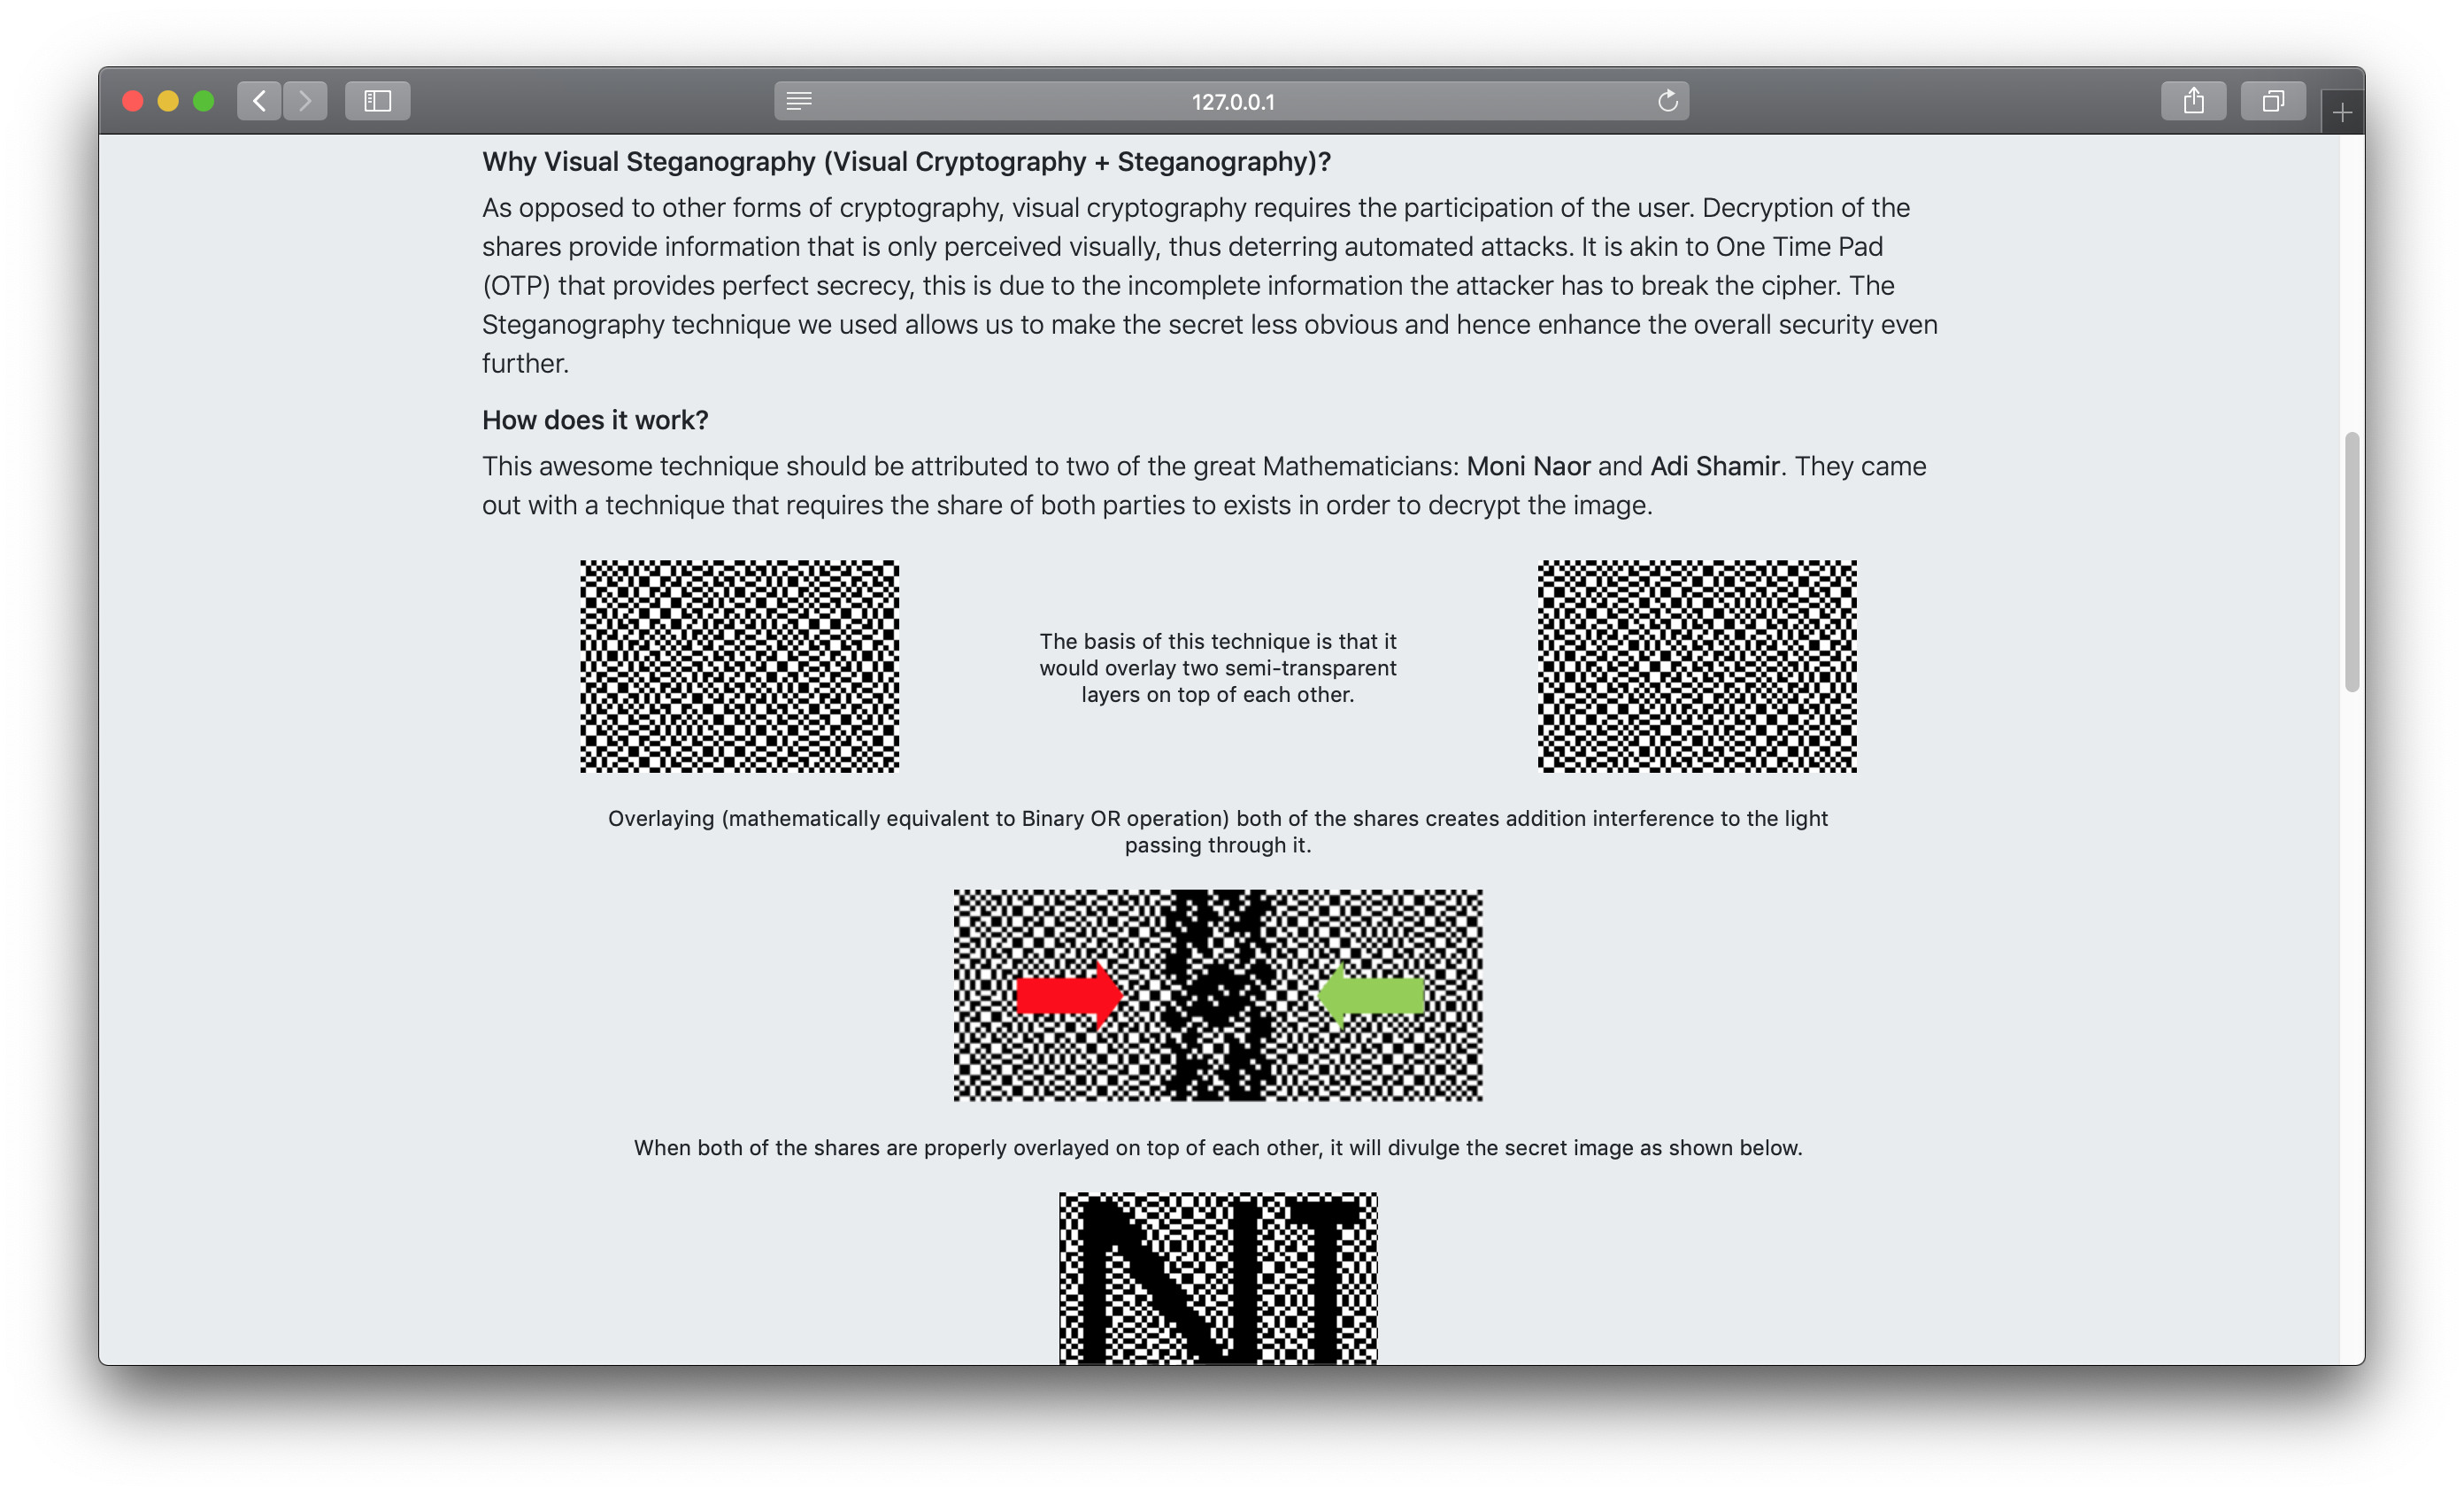 127.0.0.1
Why Visual Steganography (Visual Cryptography + Steganography)?
As opposed to other forms of cryptography, visual cryptography requires the participation of the user. Decryption of the
shares provide information that is only perceived visually, thus deterring automated attacks. It is akin to One Time Pad
(OTP) that provides perfect secrecy, this is due to the incomplete information the attacker has to break the cipher. The
Steganography technique we used allows us to make the secret less obvious and hence enhance the overall security even
further.
How does it work?
This awesome technique should be attributed to two of the great Mathematicians: Moni Naor and Adi Shamir. They came
out with a technique that requires the share of both parties to exists in order to decrypt the image.
The basis of this technique is that it
would overlay two semi-transparent
layers on top of each other.
Overlaying (mathematically equivalent to Binary OR operation) both of the shares creates addition interference to the light
passing through it.
When both of the shares are properly overlayed on top of each other, it will divulge the secret image as shown below.